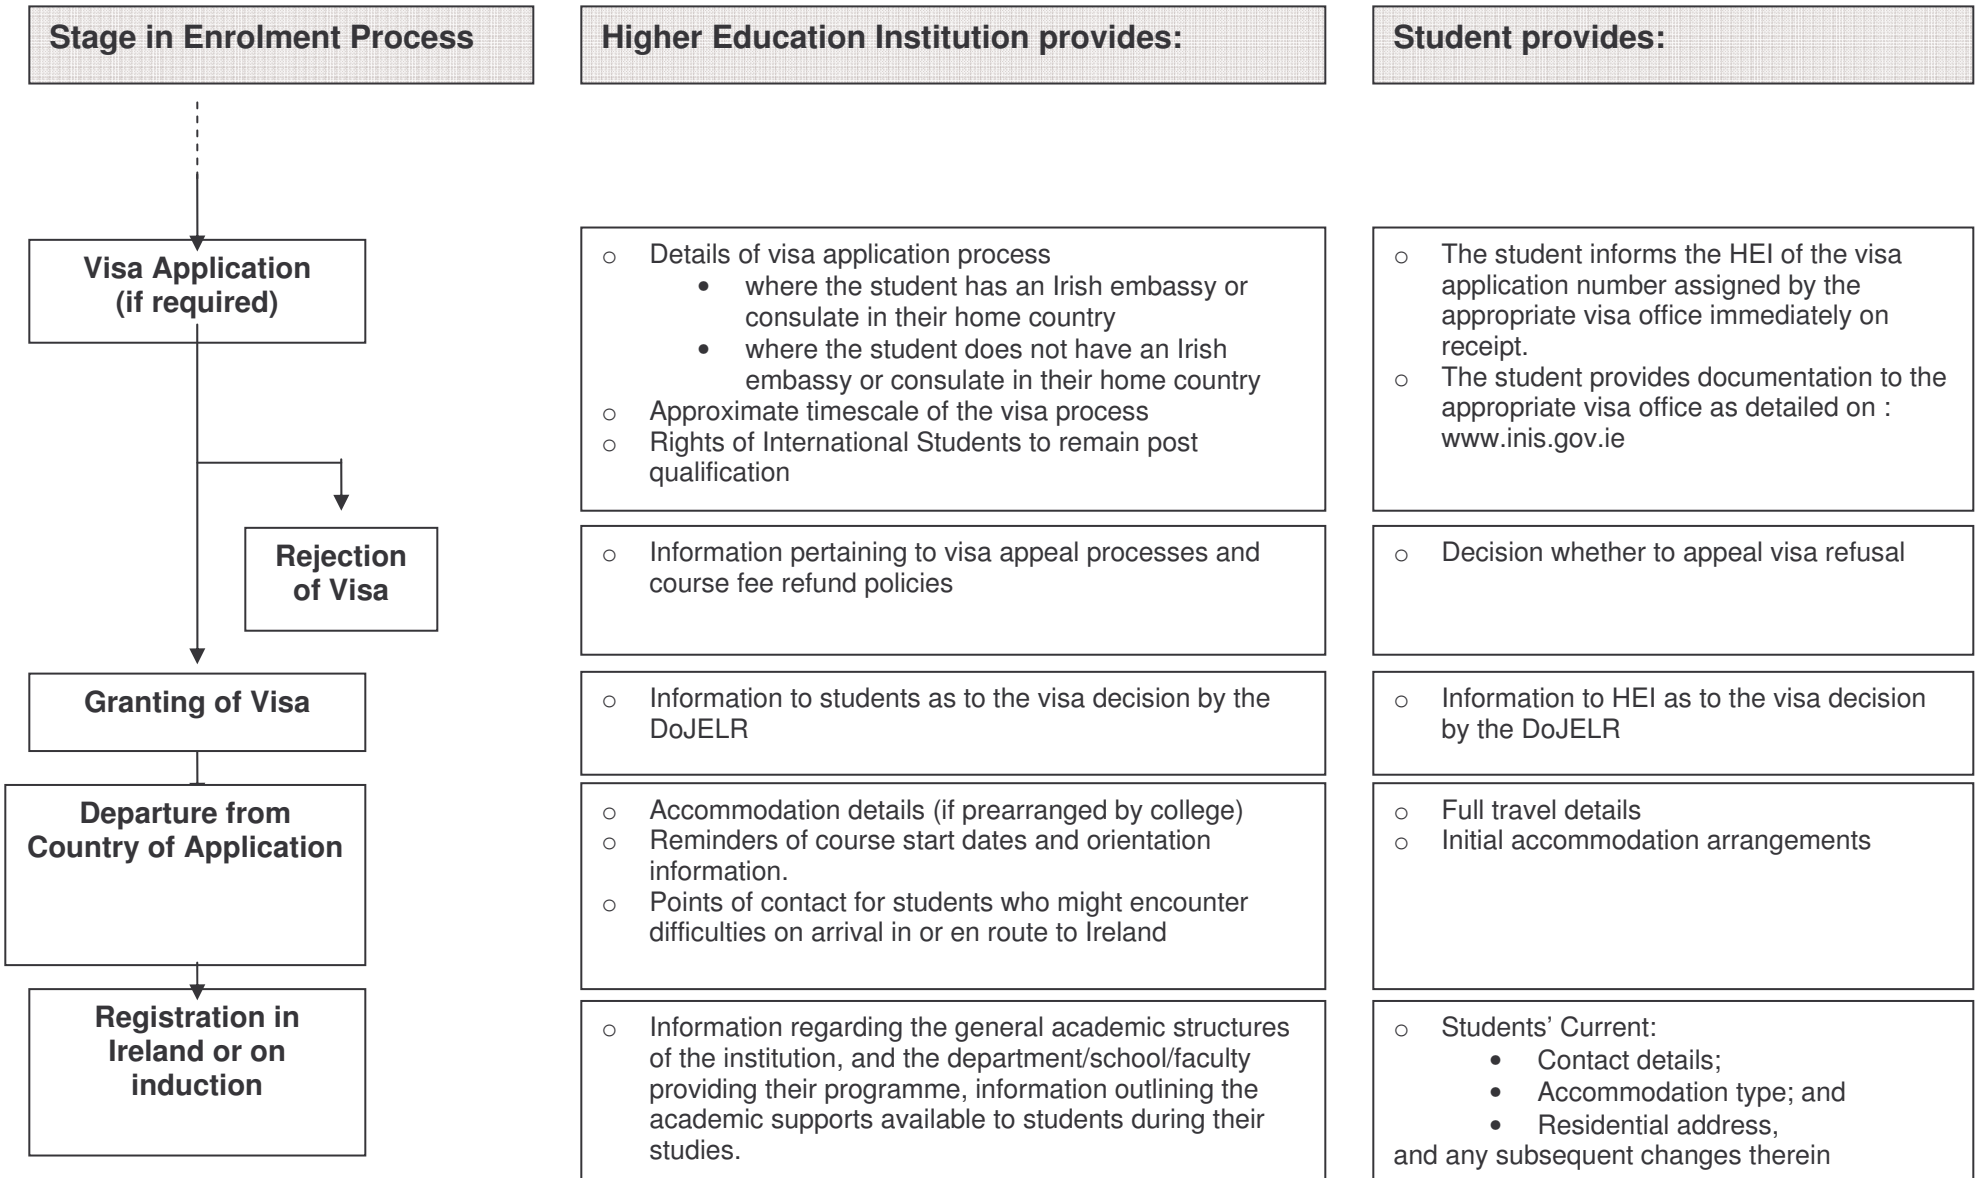 Stage in Enrolment Process
Higher Education Institution provides:
Student provides:
Visa Application
(if required)
○ Details of visa application process
• where the student has an Irish embassy or
consulate in their home country
• where the student does not have an Irish
embassy or consulate in their home country
○ Approximate timescale of the visa process
○ Rights of International Students to remain post
qualification
○ The student informs the HEI of the visa
application number assigned by the
appropriate visa office immediately on
receipt.
○ The student provides documentation to the
appropriate visa office as detailed on :
www.inis.gov.ie
Rejection
of Visa
○ Information pertaining to visa appeal processes and
course fee refund policies
○ Decision whether to appeal visa refusal
Granting of Visa
○ Information to students as to the visa decision by the
DoJELR
○ Information to HEI as to the visa decision
by the DoJELR
Departure from
Country of Application
○ Accommodation details (if prearranged by college)
○ Reminders of course start dates and orientation
information.
○ Points of contact for students who might encounter
difficulties on arrival in or en route to Ireland
○ Full travel details
○ Initial accommodation arrangements
Registration in
Ireland or on
induction
○ Information regarding the general academic structures
of the institution, and the department/school/faculty
providing their programme, information outlining the
academic supports available to students during their
studies.
○ Students’ Current:
• Contact details;
• Accommodation type; and
• Residential address,
and any subsequent changes therein